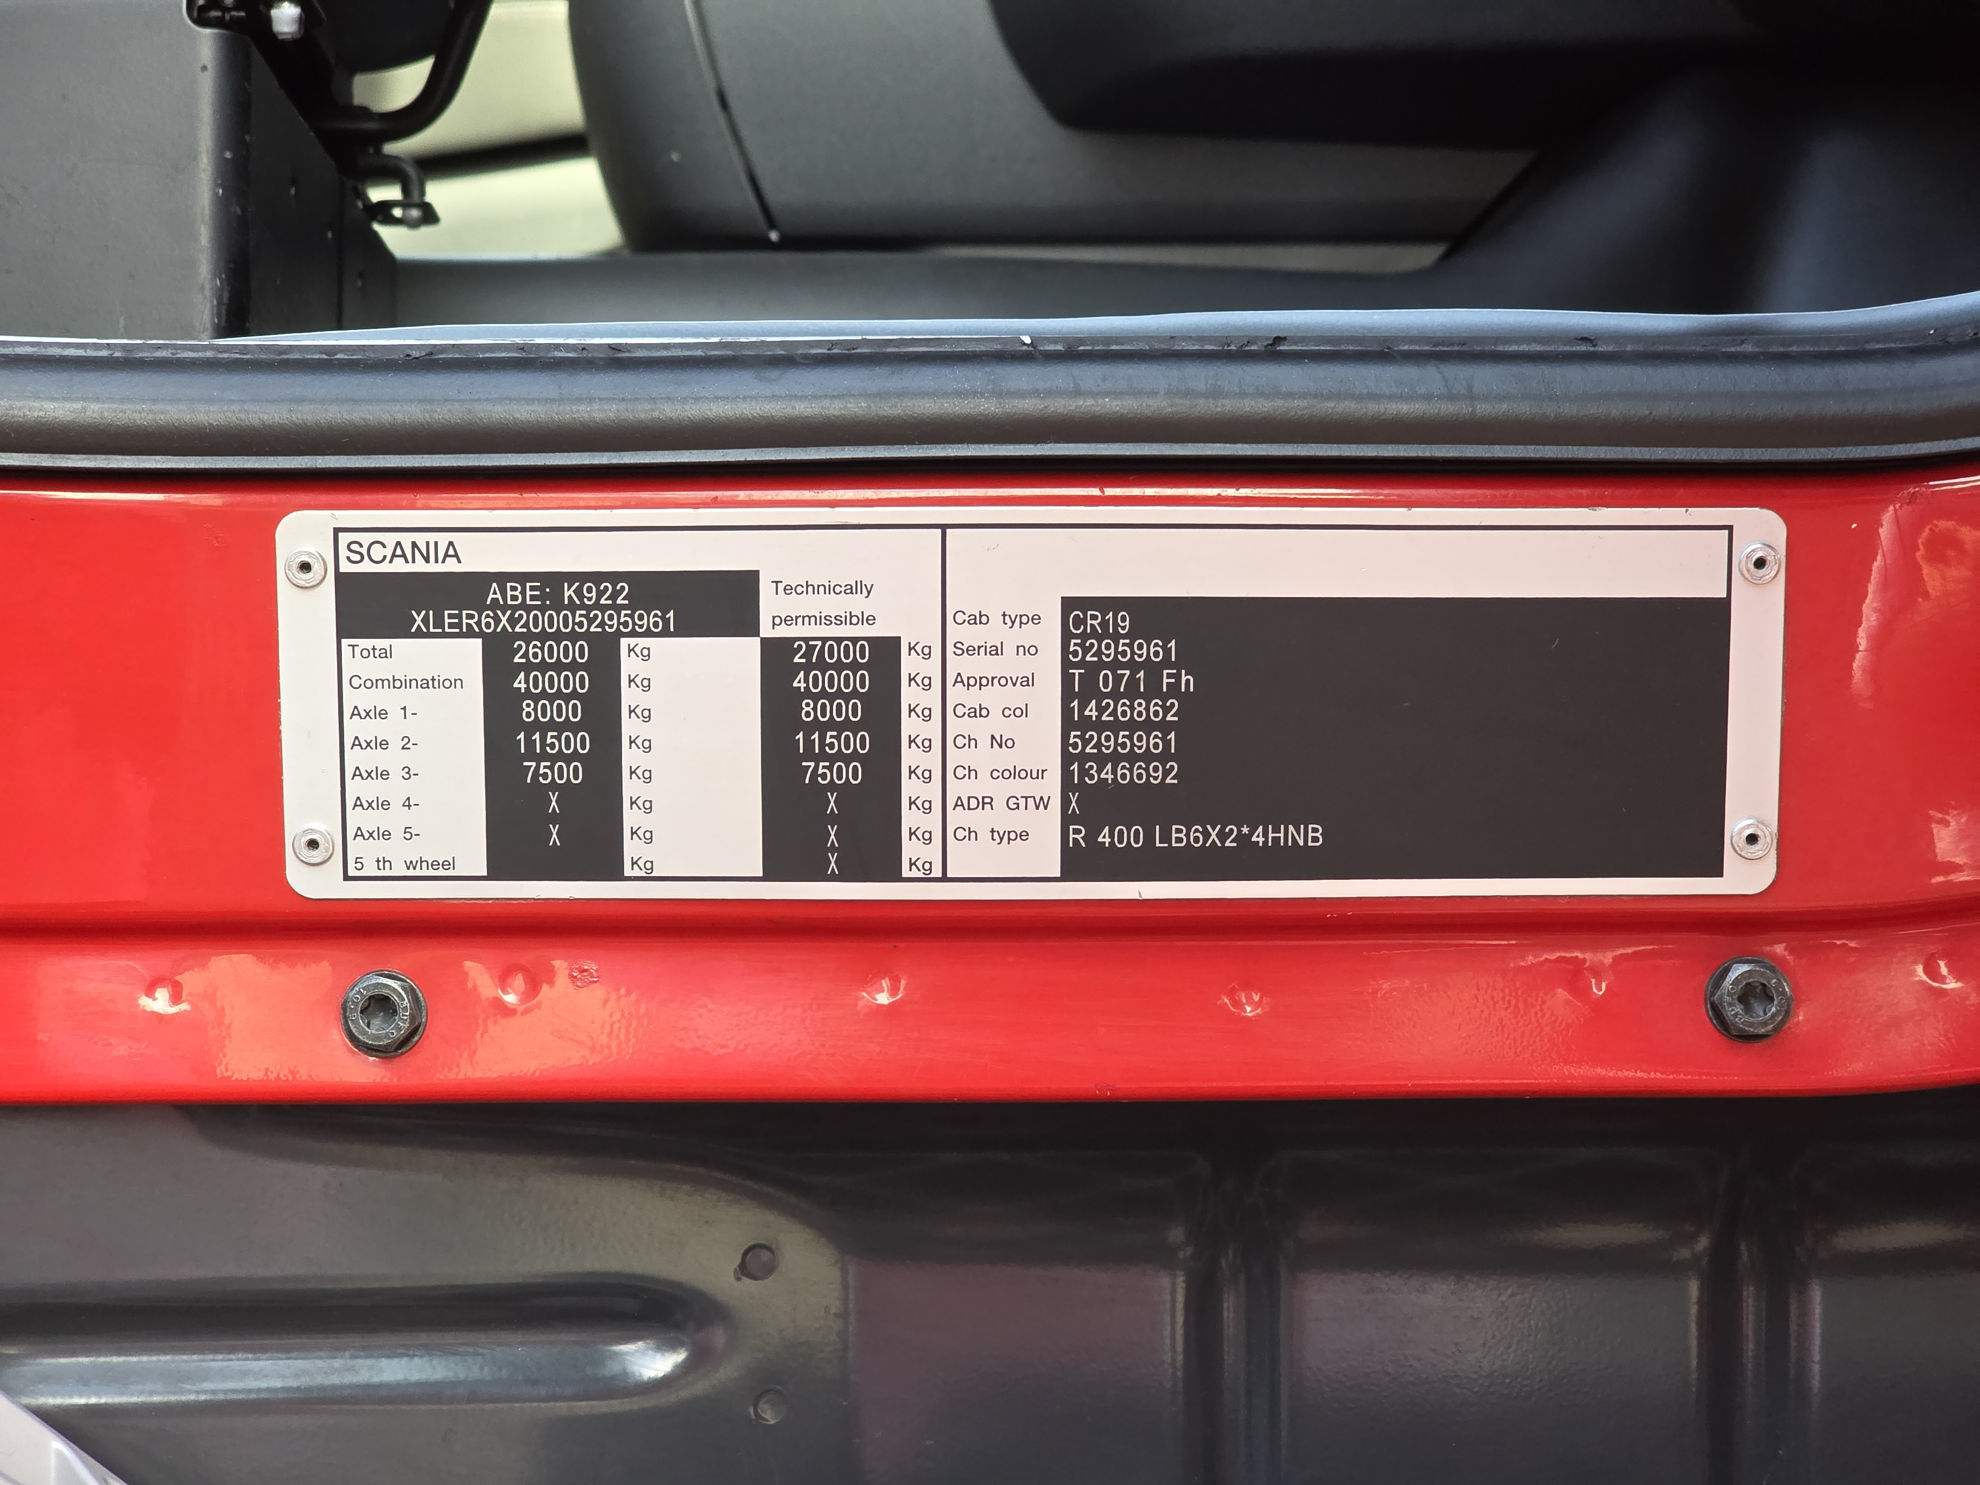 SCANIA
ABE: K922
XLER6X20005295961
Technically
permissible
Total 26000 Kg 27000 Kg
Combination 40000 Kg 40000 Kg
Axle 1- 8000 Kg 8000 Kg
Axle 2- 11500 Kg 11500 Kg
Axle 3- 7500 Kg 7500 Kg
Axle 4- X Kg X Kg
Axle 5- X Kg X Kg
5 th wheel Kg X Kg
Cab type CR19
Serial no 5295961
Approval T 071 Fh
Cab col 1426862
Ch No 5295961
Ch colour 1346692
ADR GTW X
Ch type R 400 LB6X2*4HNB